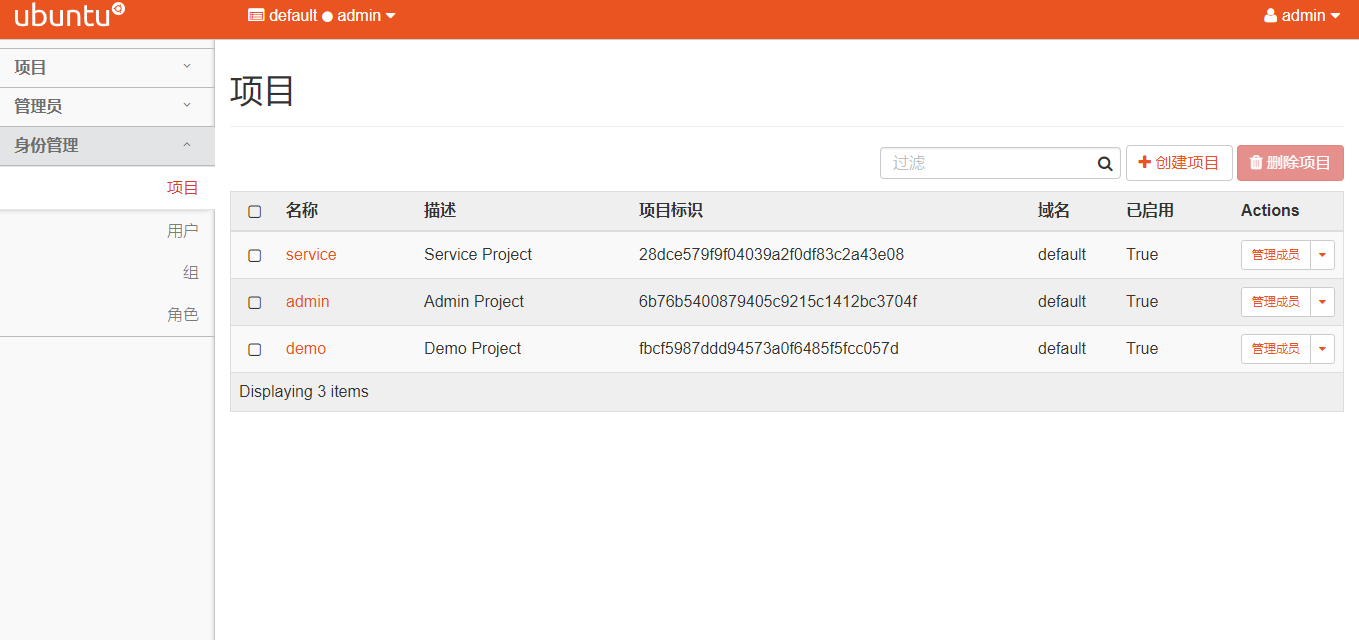 ubuntu
default admin
admin
项目
管理员
身份管理
项目
用户
组
角色
项目
过滤
创建项目
删除项目
名称 描述 项目标识 域名 已启用 Actions
service Service Project 28dce579f9f04039a2f0df83c2a43e08 default True 管理成员
admin Admin Project 6b76b5400879405c9215c1412bc3704f default True 管理成员
demo Demo Project fbcf5987ddd94573a0f6485f5fcc057d default True 管理成员
Displaying 3 items